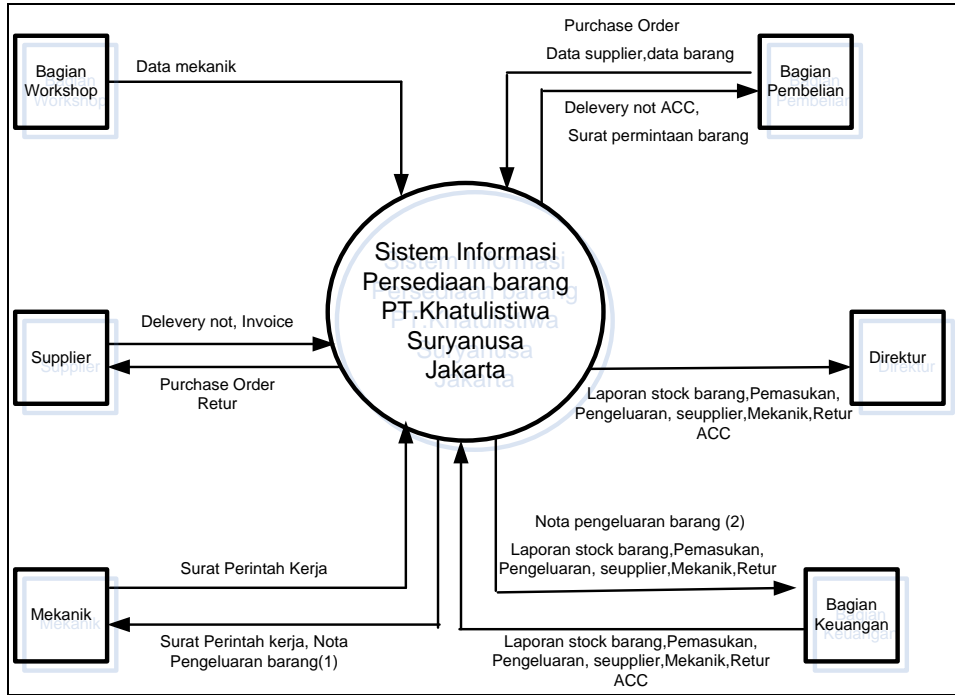 Purchase Order
Data supplier,data barang
Bagian
Workshop
Data mekanik
Bagian
Pembelian
Delevery not ACC,
Surat permintaan barang
Sistem Informasi
Persediaan barang
PT.Khatulistiwa
Suryanusa
Jakarta
Supplier
Delevery not, Invoice
Purchase Order
Retur
Direktur
Laporan stock barang,Pemasukan,
Pengeluaran, seupplier,Mekanik,Retur
ACC
Nota pengeluaran barang (2)
Laporan stock barang,Pemasukan,
Pengeluaran, seupplier,Mekanik,Retur
Mekanik
Surat Perintah Kerja
Surat Perintah kerja, Nota
Pengeluaran barang(1)
Bagian
Keuangan
Laporan stock barang,Pemasukan,
Pengeluaran, seupplier,Mekanik,Retur
ACC